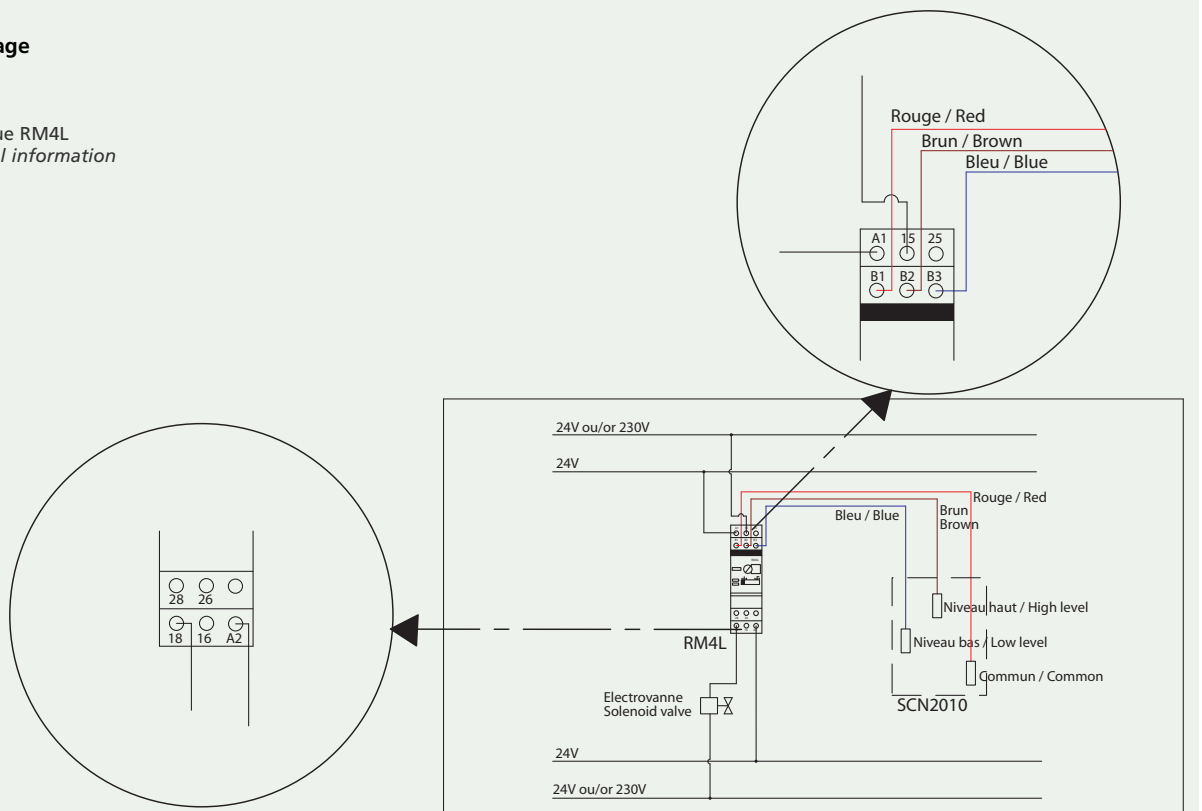 age
ue RM4L
l information
Rouge / Red
Brun / Brown
Bleu / Blue
A1 15 25
B1 B2 B3
24V ou/or 230V
24V
Rouge / Red
Bleu / Blue
Brun
Brown
Niveau haut / High level
Niveau bas / Low level
Commun / Common
SCN2010
RM4L
Electrovanne
Solenoid valve
24V
24V ou/or 230V
28 26
18 16 A2